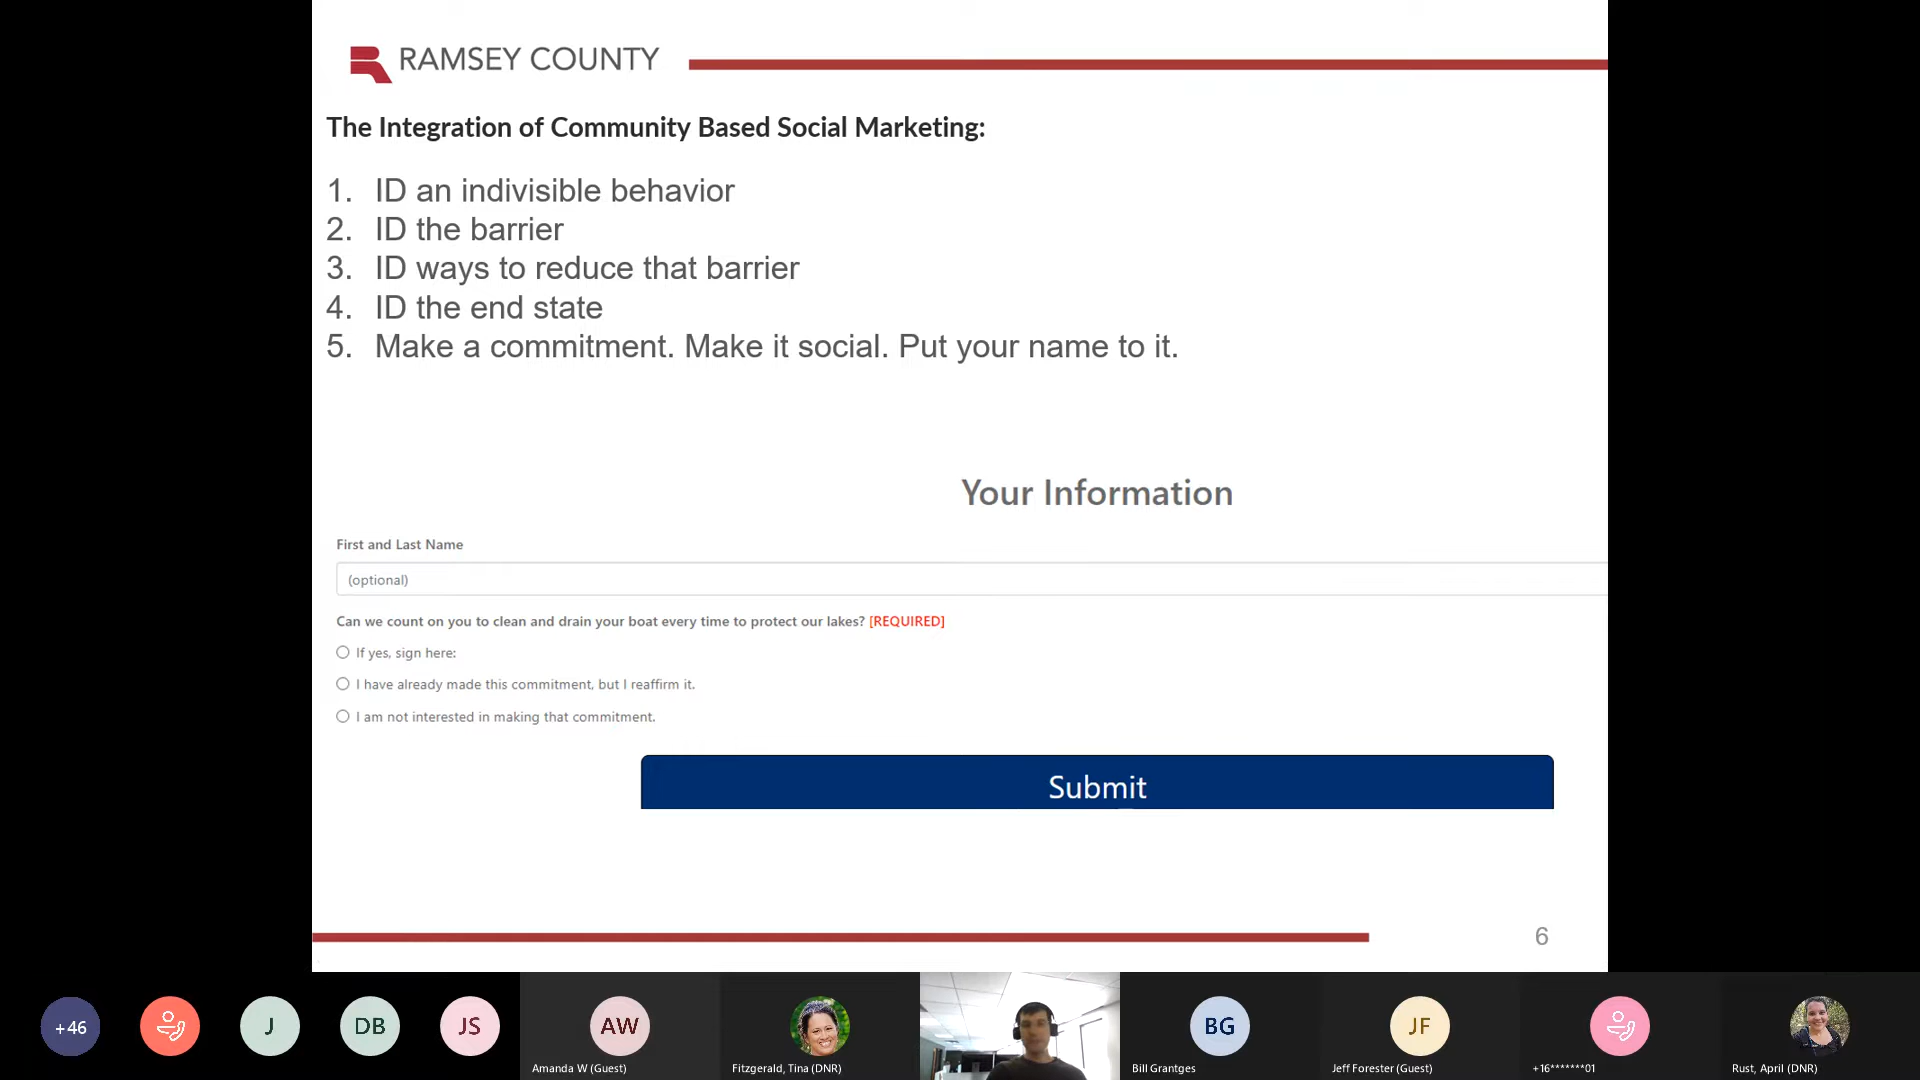 RAMSEY COUNTY
The Integration of Community Based Social Marketing:
1. ID an indivisible behavior
2. ID the barrier
3. ID ways to reduce that barrier
4. ID the end state
5. Make a commitment. Make it social. Put your name to it.
Your Information
First and Last Name
(optional)
Can we count on you to clean and drain your boat every time to protect our lakes? [REQUIRED]
If yes, sign here:
I have already made this commitment, but I reaffirm it.
I am not interested in making that commitment.
Submit
6
+46
J
DB
JS
AW
BG
JF
Amanda W (Guest)
Fitzgerald, Tina (DNR)
Bill Grantges
Jeff Forester (Guest)
+16*******01
Rust, April (DNR)